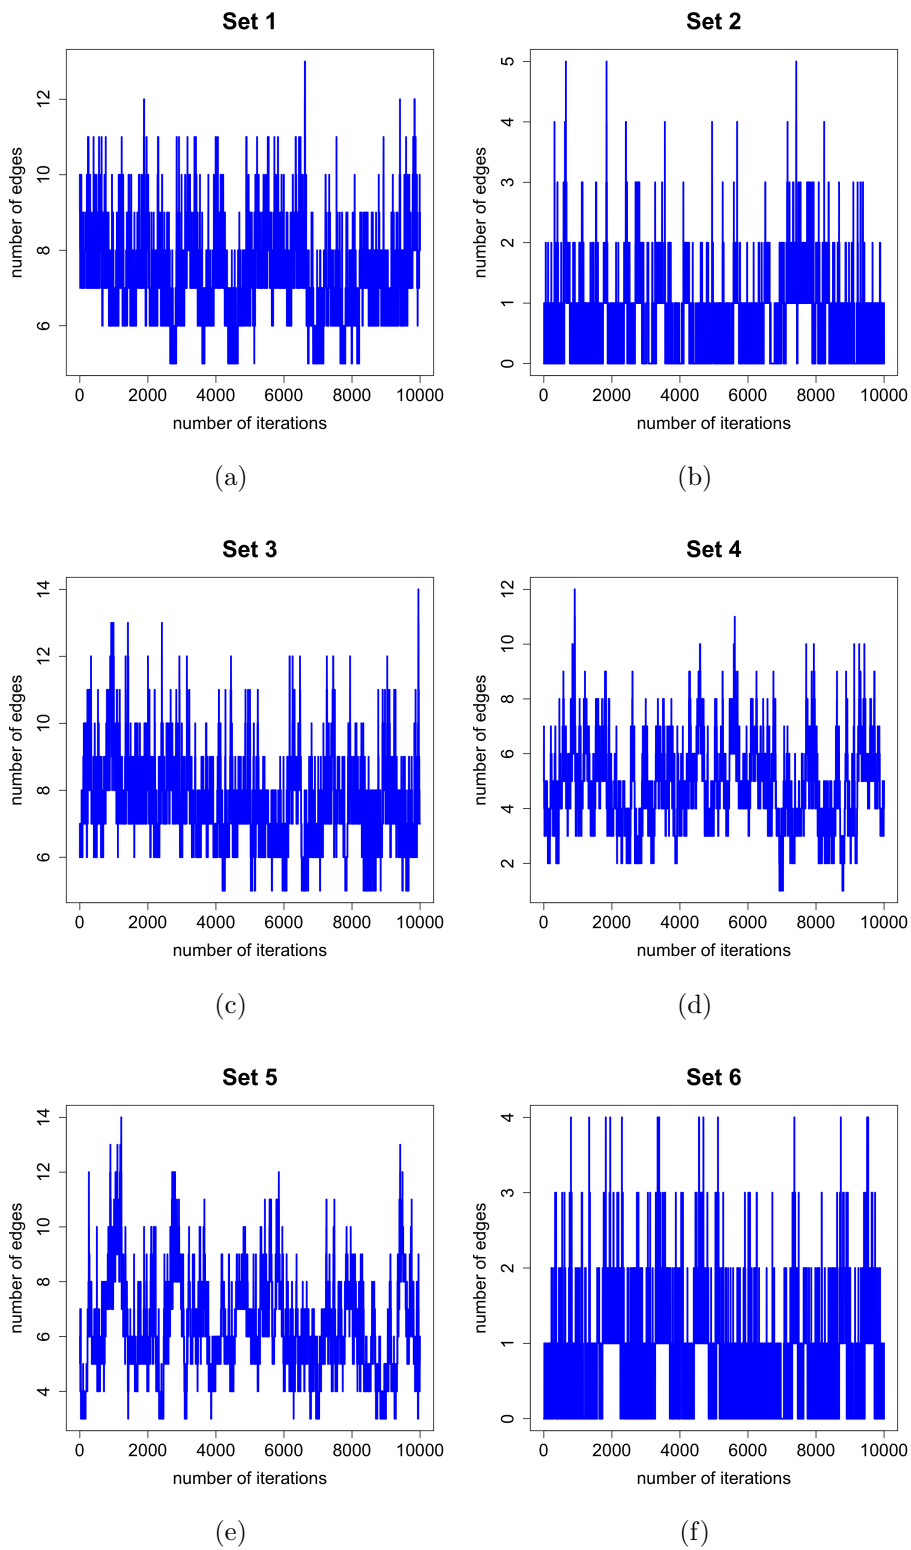 Set 1
number of edges
12
10
8
6
0 2000 4000 6000 8000 10000
number of iterations
(a)
Set 2
number of edges
5
4
3
2
1
0
0 2000 4000 6000 8000 10000
number of iterations
(b)
Set 3
number of edges
14
12
10
8
6
0 2000 4000 6000 8000 10000
number of iterations
(c)
Set 4
number of edges
12
10
8
6
4
2
0 2000 4000 6000 8000 10000
number of iterations
(d)
Set 5
number of edges
14
12
10
8
6
4
0 2000 4000 6000 8000 10000
number of iterations
(e)
Set 6
number of edges
4
3
2
1
0
0 2000 4000 6000 8000 10000
number of iterations
(f)